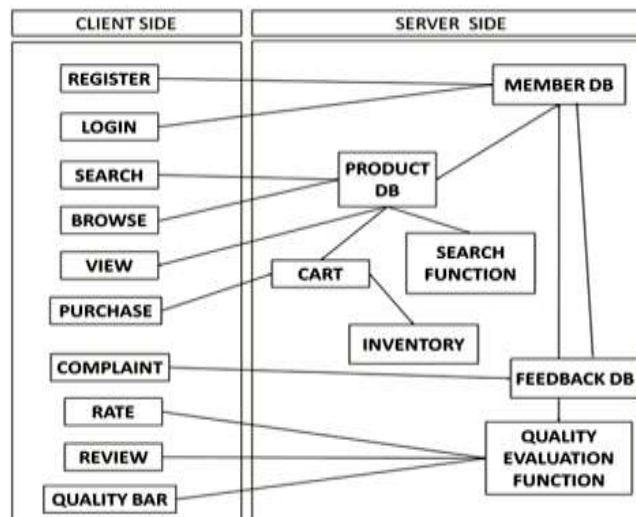 CLIENT SIDE
SERVER SIDE
REGISTER
LOGIN
SEARCH
BROWSE
VIEW
PURCHASE
COMPLAINT
RATE
REVIEW
QUALITY BAR
MEMBER DB
PRODUCT
DB
SEARCH
FUNCTION
CART
INVENTORY
FEEDBACK DB
QUALITY
EVALUATION
FUNCTION